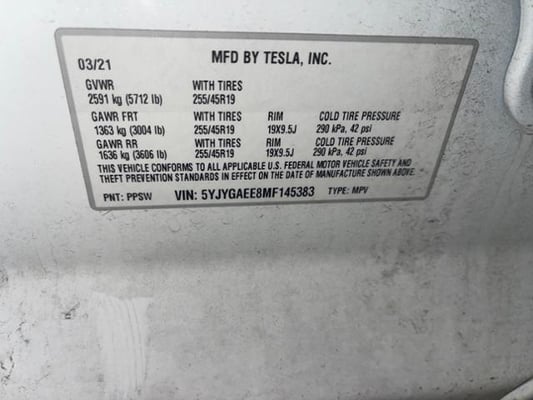 03/21 MFD BY TESLA, INC.
GVWR WITH TIRES
2591 kg (5712 lb) 255/45R19
GAWR FRT WITH TIRES RIM COLD TIRE PRESSURE
1363 kg (3004 lb) 255/45R19 19X9.5J 290 kPa, 42 psi
GAWR RR WITH TIRES RIM COLD TIRE PRESSURE
1636 kg (3606 lb) 255/45R19 19X9.5J 290 kPa, 42 psi
THIS VEHICLE CONFORMS TO ALL APPLICABLE U.S. FEDERAL MOTOR VEHICLE SAFETY AND
THEFT PREVENTION STANDARDS IN EFFECT ON THE DATE OF MANUFACTURE SHOWN ABOVE.
PNT: PPSW VIN: 5YJYGAEE8MF145383 TYPE: MPV